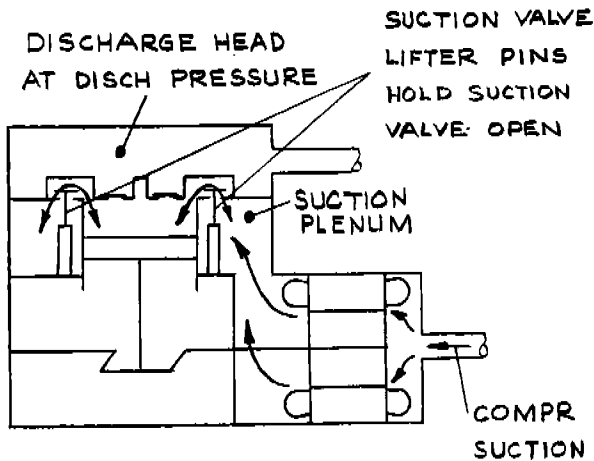 DISCHARGE HEAD
AT DISCH PRESSURE
SUCTION VALVE
LIFTER PINS
HOLD SUCTION
VALVE OPEN
SUCTION
PLENUM
COMPR
SUCTION